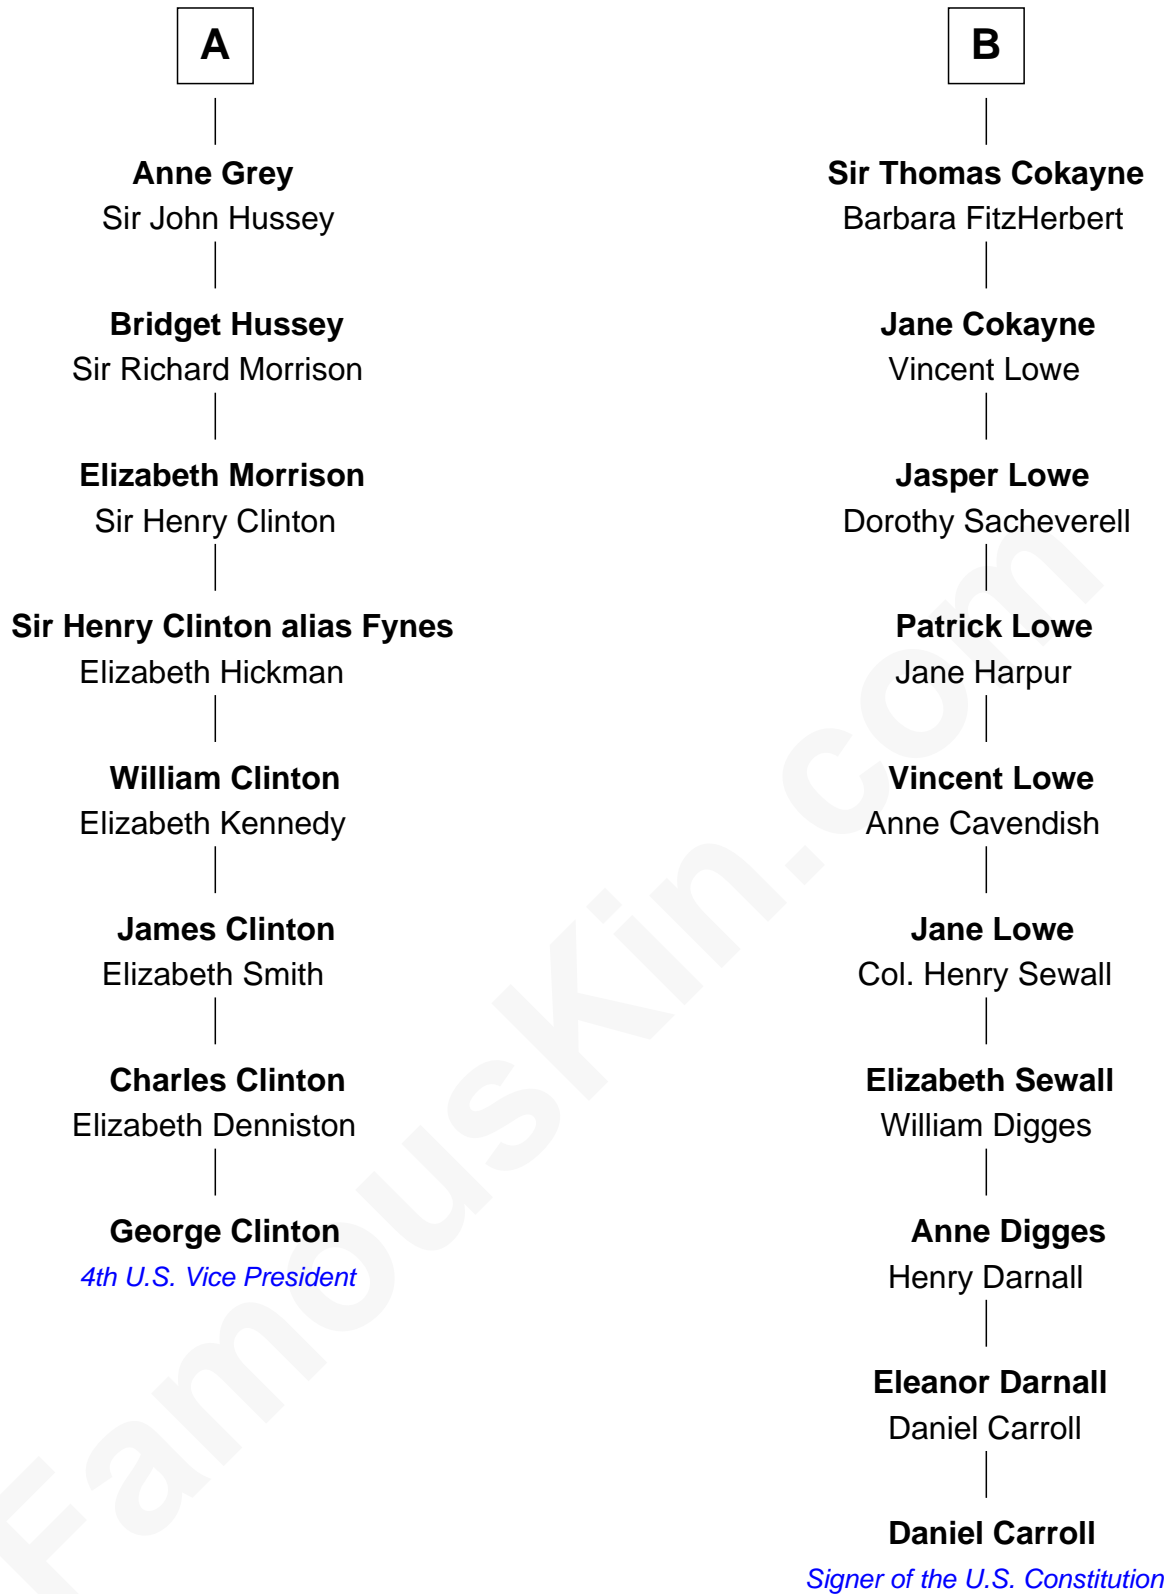 A
Anne Grey
Sir John Hussey
Bridget Hussey
Sir Richard Morrison
Elizabeth Morrison
Sir Henry Clinton
Sir Henry Clinton alias Fynes
Elizabeth Hickman
William Clinton
Elizabeth Kennedy
James Clinton
Elizabeth Smith
Charles Clinton
Elizabeth Denniston
George Clinton
4th U.S. Vice President
B
Sir Thomas Cokayne
Barbara FitzHerbert
Jane Cokayne
Vincent Lowe
Jasper Lowe
Dorothy Sacheverell
Patrick Lowe
Jane Harpur
Vincent Lowe
Anne Cavendish
Jane Lowe
Col. Henry Sewall
Elizabeth Sewall
William Digges
Anne Digges
Henry Darnall
Eleanor Darnall
Daniel Carroll
Daniel Carroll
Signer of the U.S. Constitution
FamousKin.com